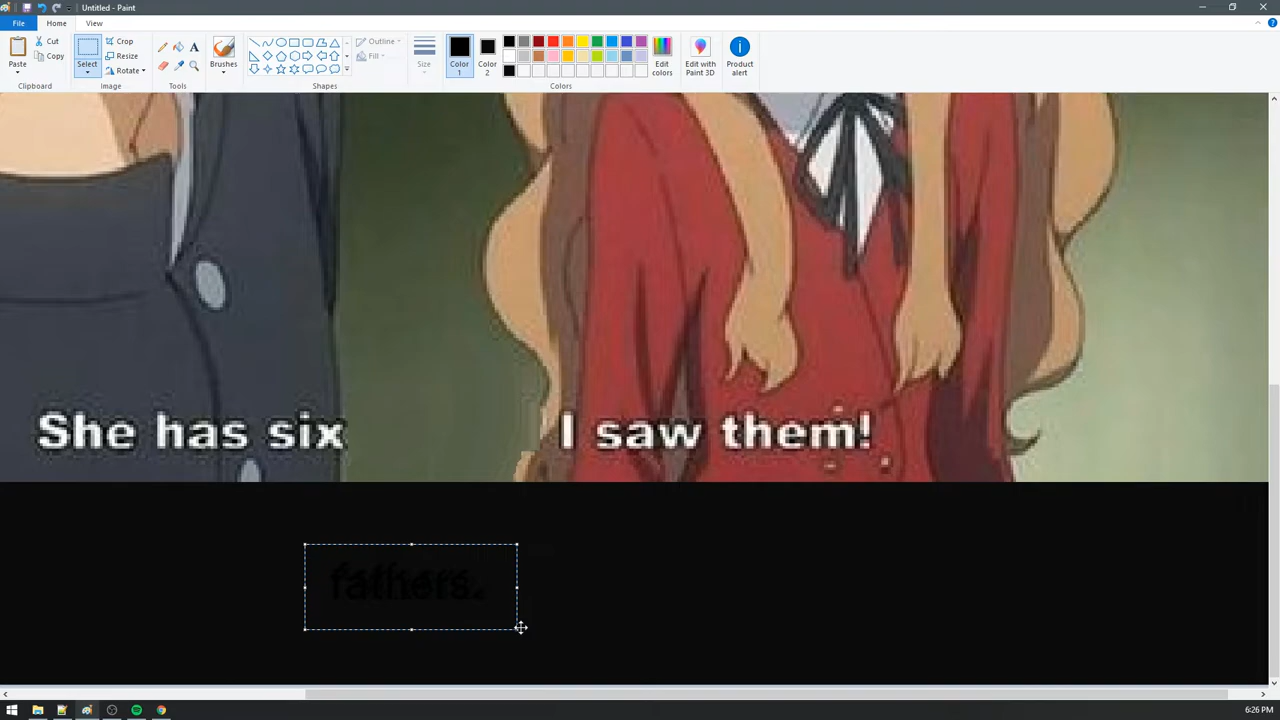 Untitled - Paint
File Home View
Paste
Cut
Copy
Clipboard
Select
Crop
Resize
Rotate
Image
A
Tools
Brushes
Shapes
Outline
Fill
Size
Color 1
Color 2
Colors
Edit colors
Edit with Paint 3D
Product alert
She has six I saw them!
fathers.
6:26 PM